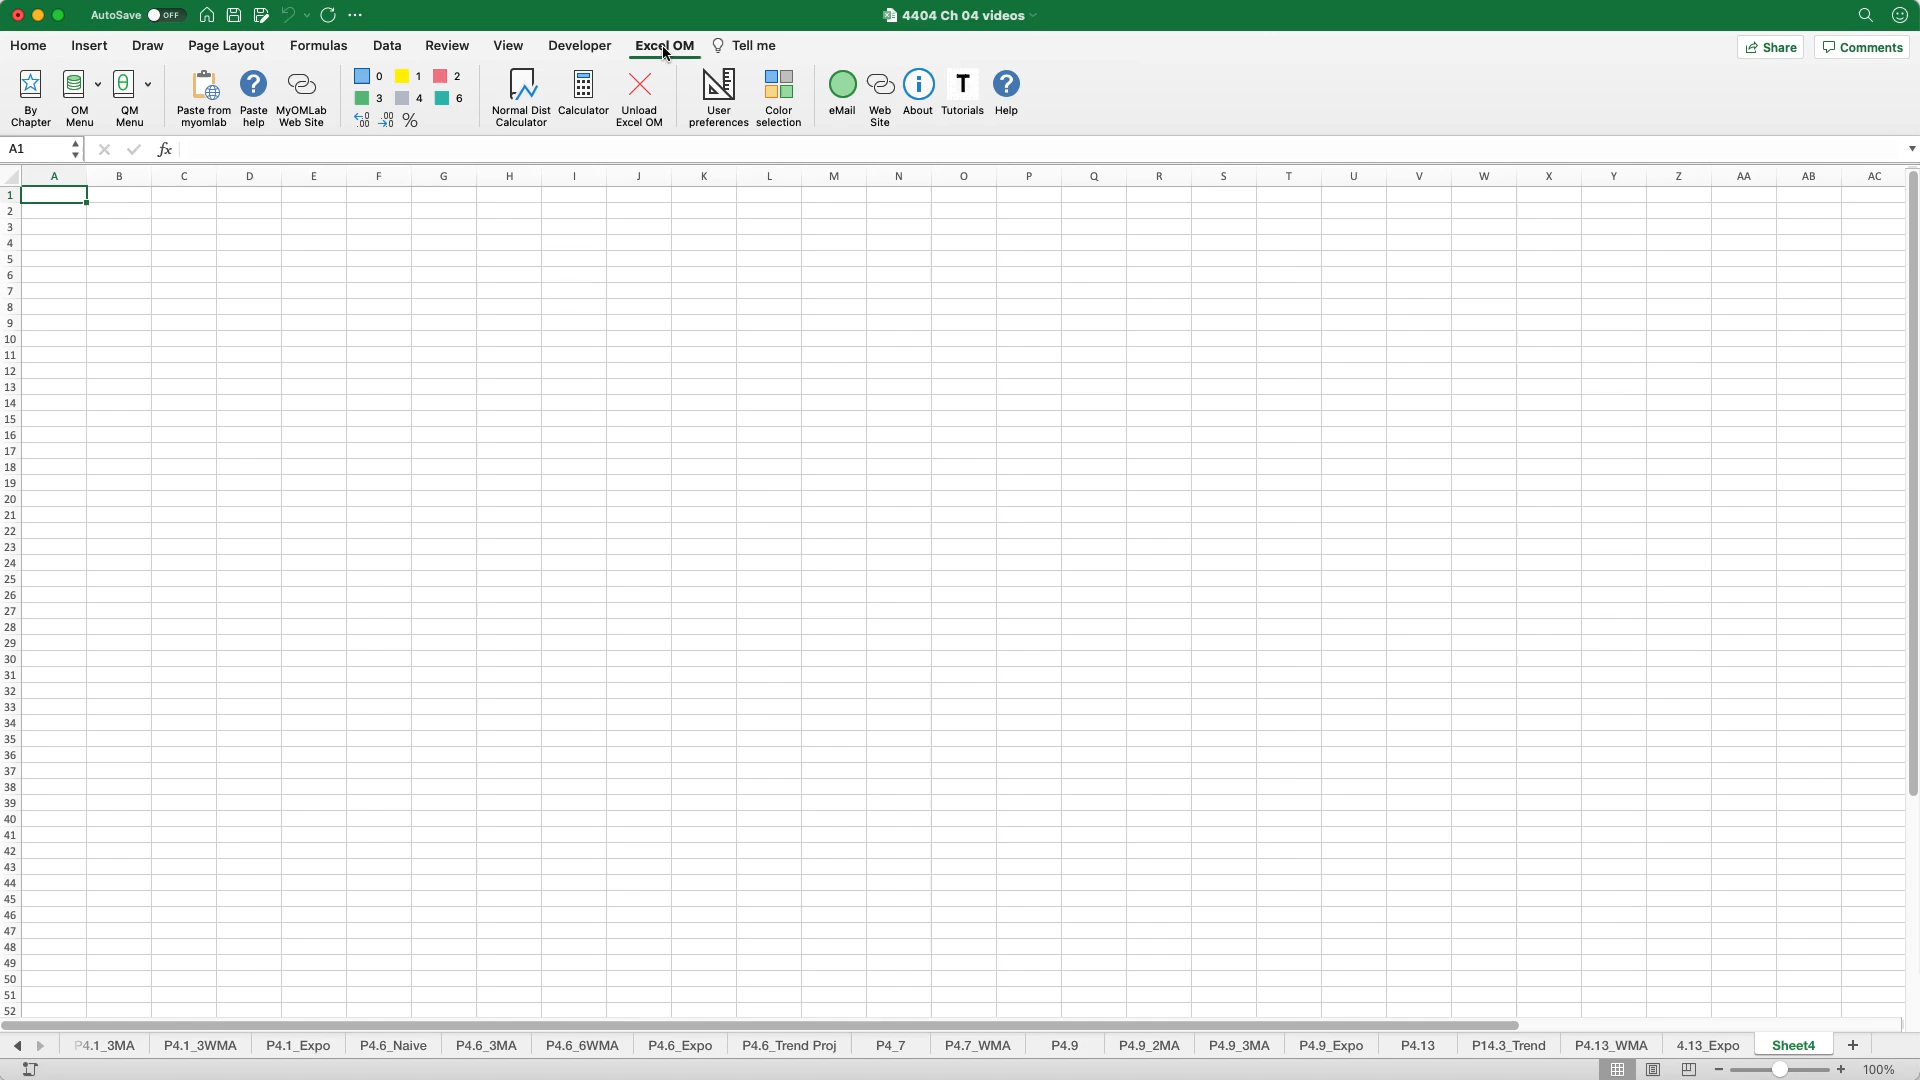 AutoSave OFF
4404 Ch 04 videos
Home Insert Draw Page Layout Formulas Data Review View Developer Excel OM Tell me Share Comments
By Chapter
OM Menu
QM Menu
Paste from myomlab
Paste help
MyOMLab Web Site
0 1 2
3 4 6
.00 .00 %
Normal Dist Calculator
Calculator
Unload Excel OM
User preferences
Color selection
eMail
Web Site
About
T
Tutorials
Help
A1 fx
A B C D E F G H I J K L M N O P Q R S T U V W X Y Z AA AB AC
1
2
3
4
5
6
7
8
9
10
11
12
13
14
15
16
17
18
19
20
21
22
23
24
25
26
27
28
29
30
31
32
33
34
35
36
37
38
39
40
41
42
43
44
45
46
47
48
49
50
51
52
P4.1_3MA P4.1_3WMA P4.1_Expo P4.6_Naive P4.6_3MA P4.6_6WMA P4.6_Expo P4.6_Trend Proj P4_7 P4.7_WMA P4.9 P4.9_2MA P4.9_3MA P4.9_Expo P4.13 P14.3_Trend P4.13_WMA 4.13_Expo Sheet4
100%